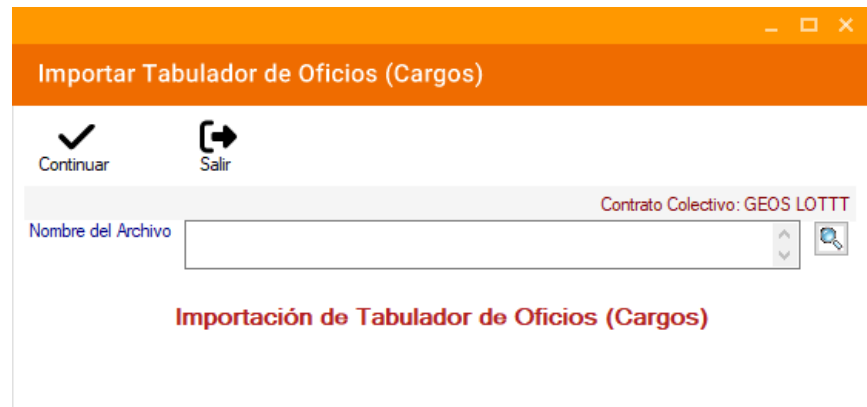 Importar Tabulador de Oficios (Cargos)
Continuar
Salir
Contrato Colectivo: GEOS LOTTT
Nombre del Archivo
Importación de Tabulador de Oficios (Cargos)